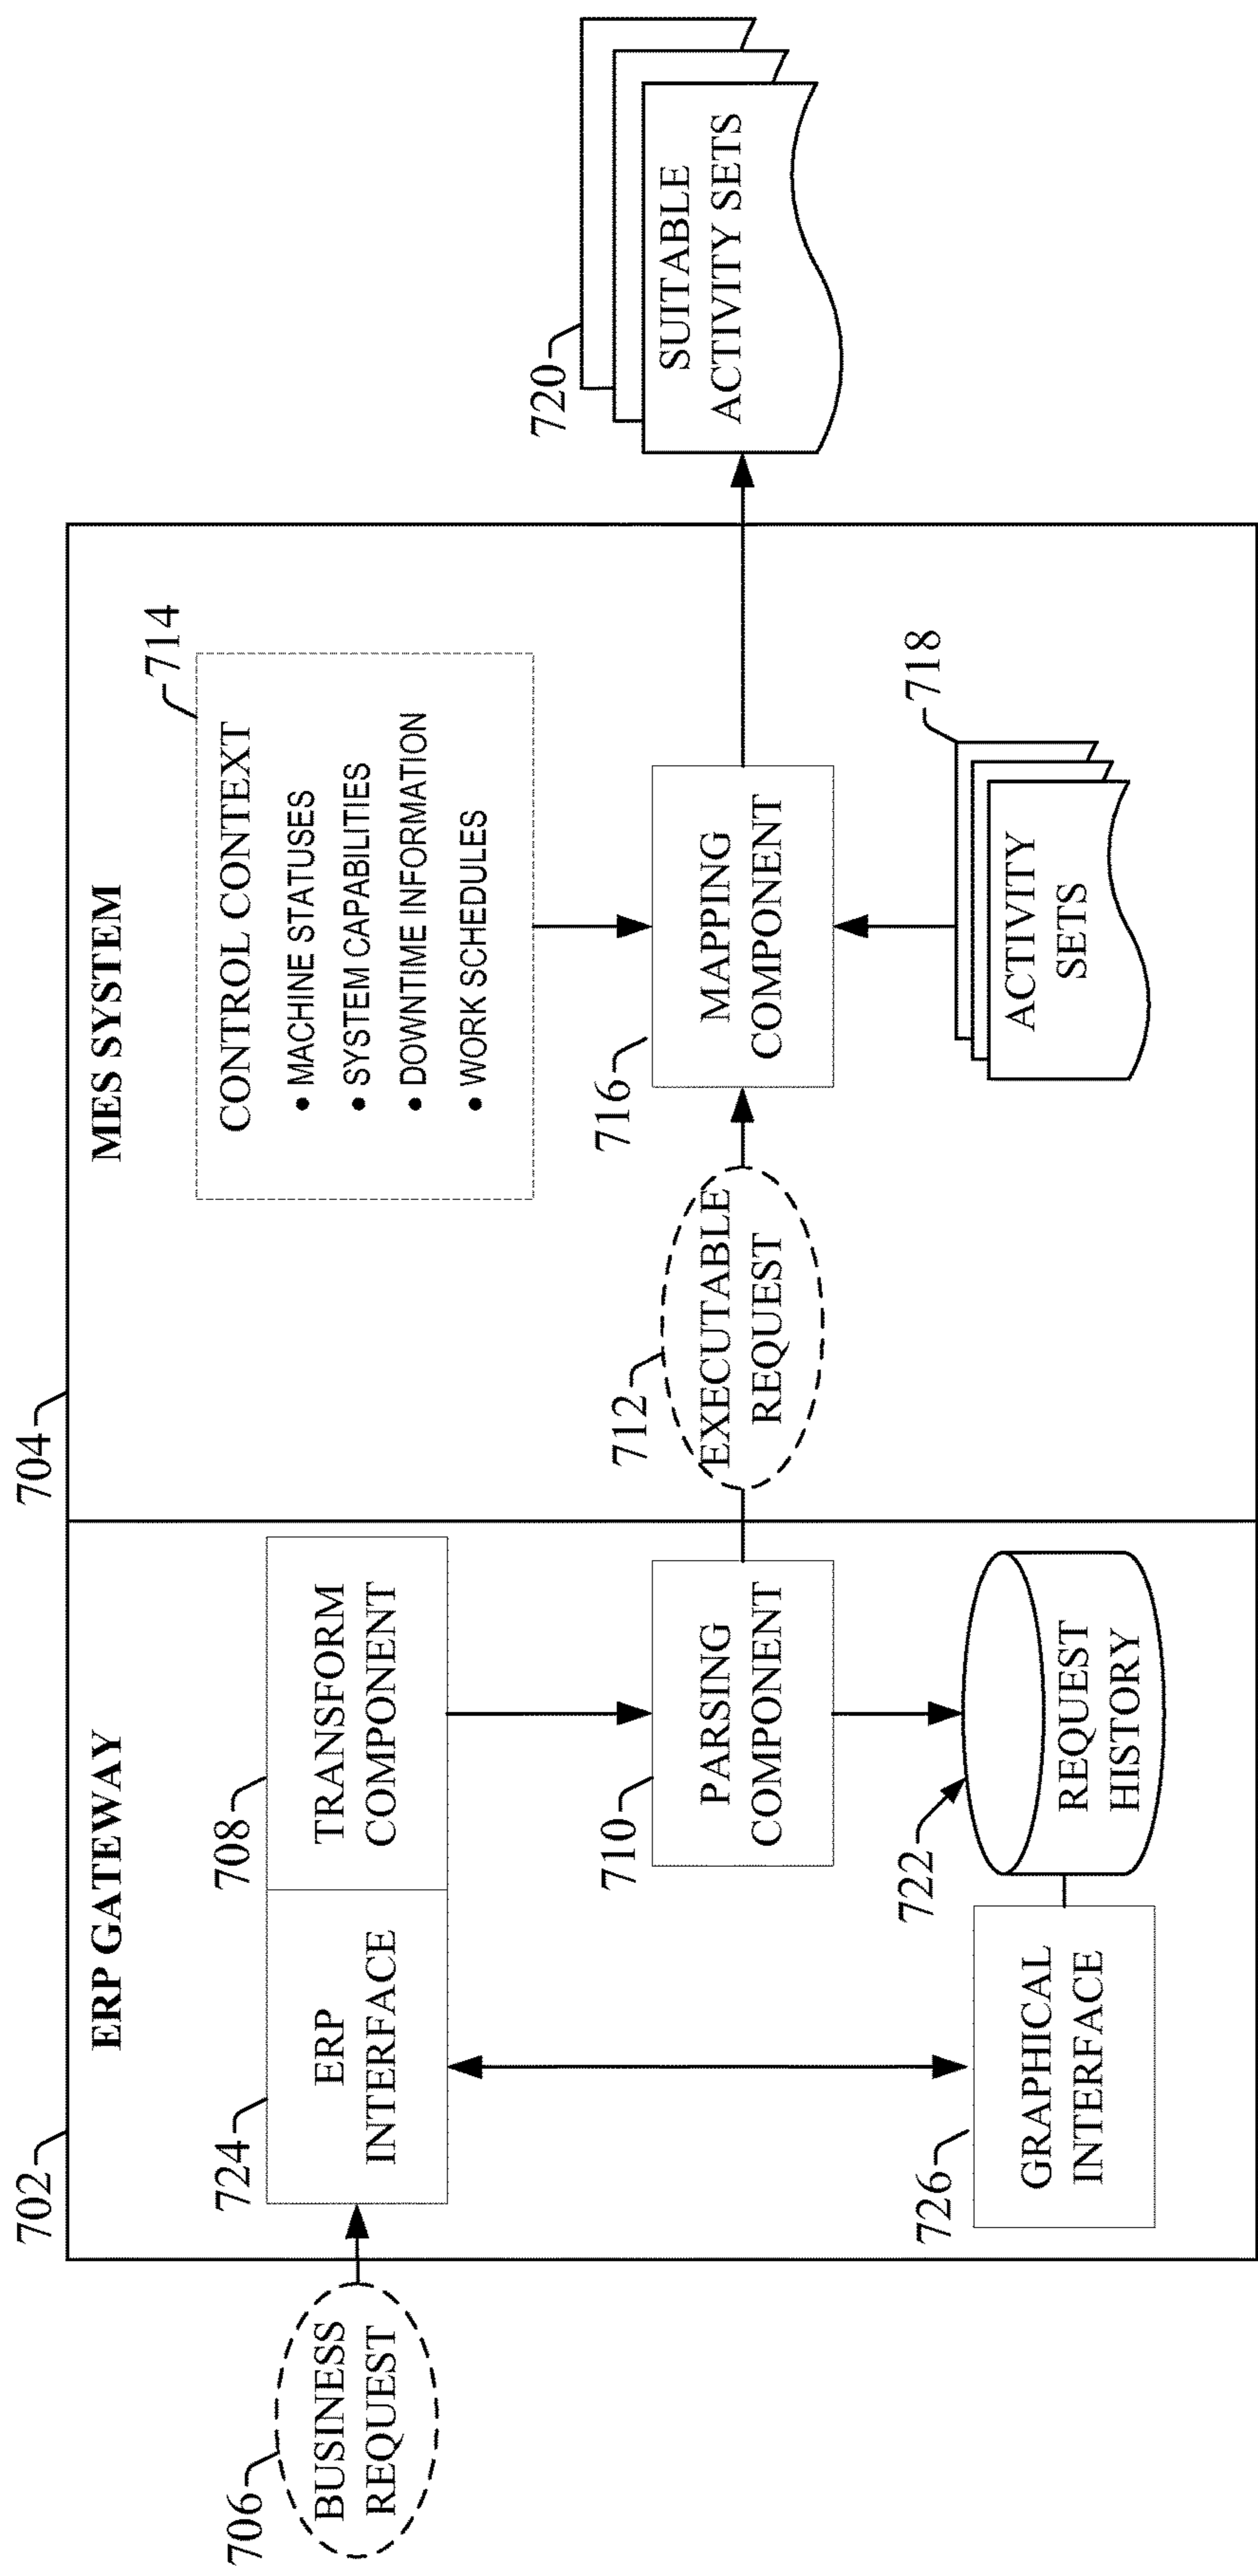 702
704
ERP GATEWAY
MES SYSTEM
706
BUSINESS
REQUEST
724
ERP
INTERFACE
708
TRANSFORM
COMPONENT
710
PARSING
COMPONENT
722
REQUEST
HISTORY
726
GRAPHICAL
INTERFACE
712
EXECUTABLE
REQUEST
714
CONTROL CONTEXT
• MACHINE STATUSES
• SYSTEM CAPABILITIES
• DOWNTIME INFORMATION
• WORK SCHEDULES
716
MAPPING
COMPONENT
718
ACTIVITY
SETS
720
SUITABLE
ACTIVITY SETS